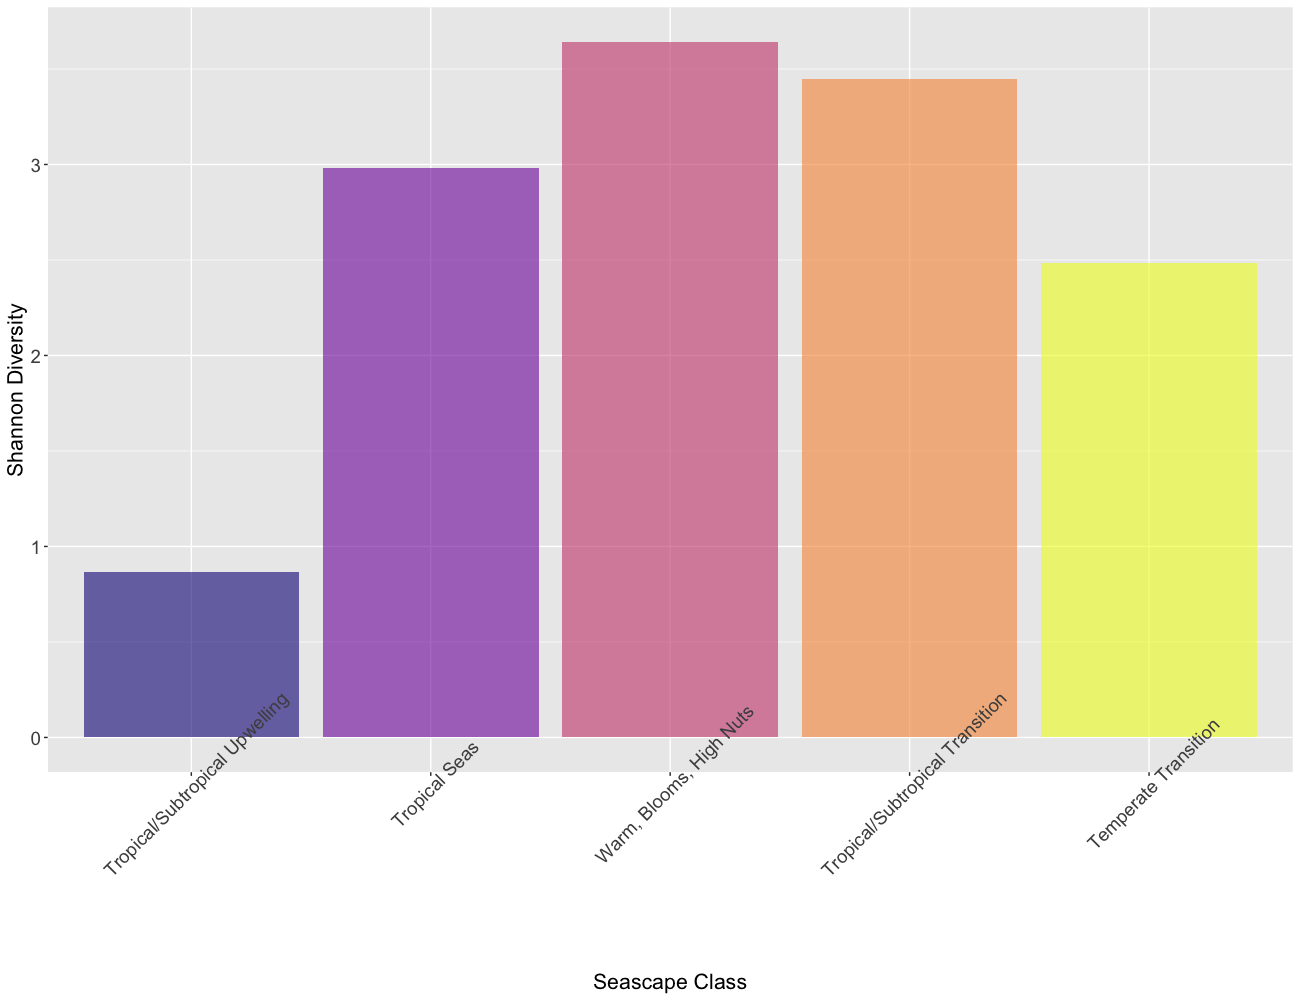 Shannon Diversity
3
2
1
0
Tropical/Subtropical Upwelling
Tropical Seas
Warm, Blooms, High Nuts
Tropical/Subtropical Transition
Temperate Transition
Seascape Class